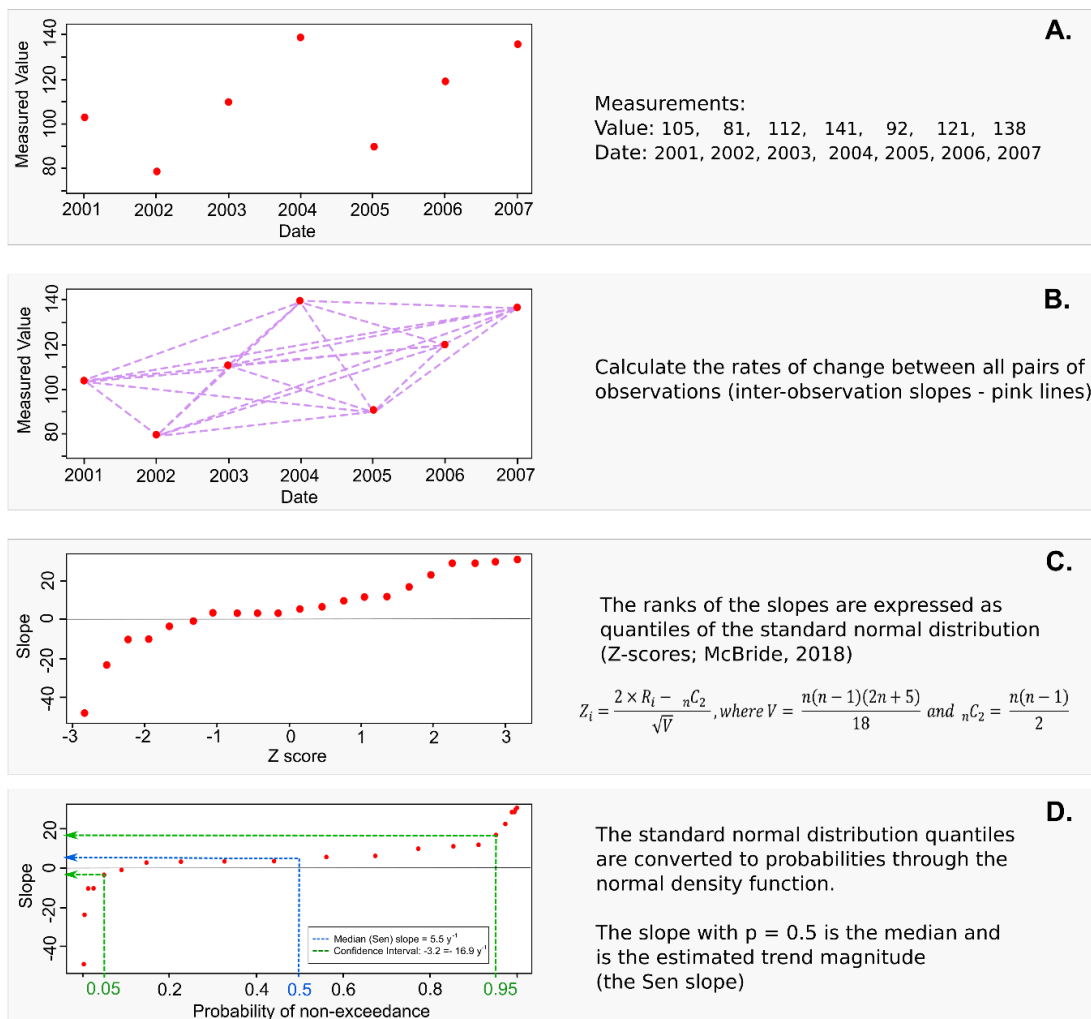 A.
140
120
100
80
Measured Value
2001 2002 2003 2004 2005 2006 2007
Date
Measurements:
Value: 105, 81, 112, 141, 92, 121, 138
Date: 2001, 2002, 2003, 2004, 2005, 2006, 2007
B.
140
120
100
80
Measured Value
2001 2002 2003 2004 2005 2006 2007
Date
Calculate the rates of change between all pairs of
observations (inter-observation slopes - pink lines)
C.
20
0
-20
-40
Slope
-3 -2 -1 0 1 2 3
Z score
The ranks of the slopes are expressed as
quantiles of the standard normal distribution
(Z-scores; McBride, 2018)
Z_i = (2 × R_i − nC2)/√V, where V = n(n − 1)(2n + 5)/18 and nC2 = n(n − 1)/2
D.
20
0
-20
-40
Slope
Median (Sen) slope = 5.5 y⁻¹
Confidence Interval: -3.2 =- 16.9 y⁻¹
0.05 0.2 0.4 0.5 0.6 0.8 0.95
Probability of non-exceedance
The standard normal distribution quantiles
are converted to probabilities through the
normal density function.
The slope with p = 0.5 is the median and
is the estimated trend magnitude
(the Sen slope)